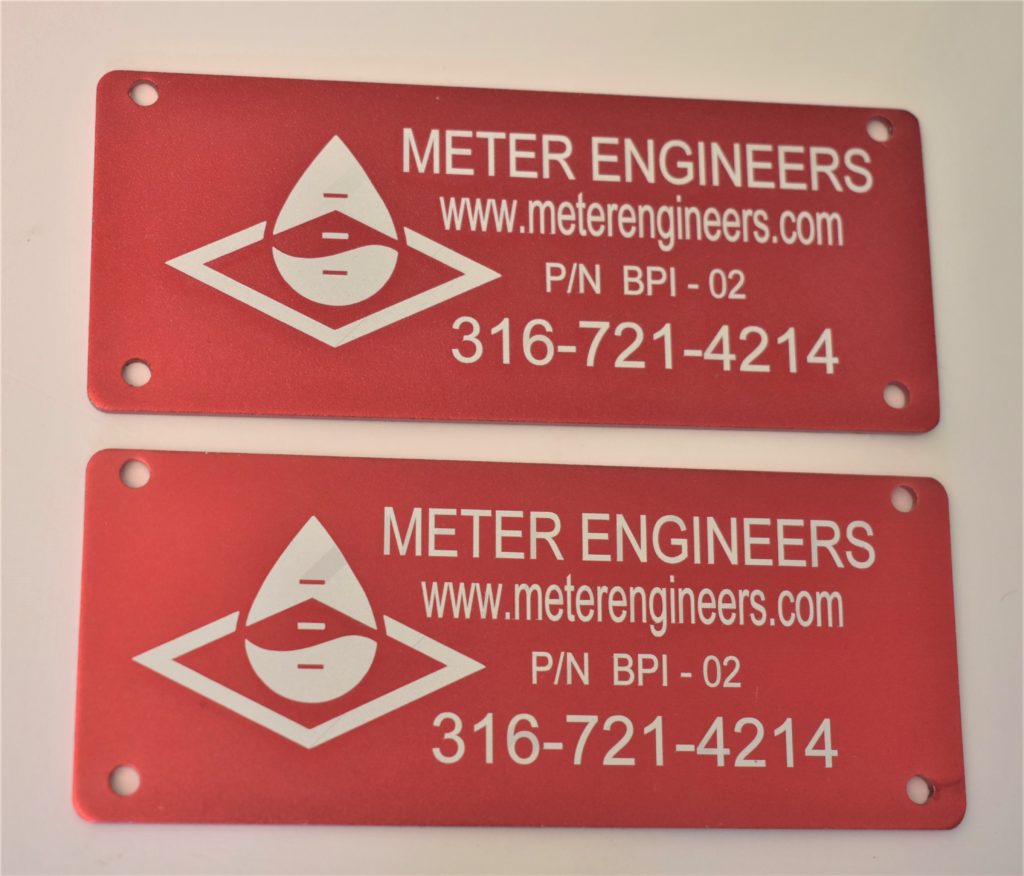 METER ENGINEERS
www.meterengineers.com
P/N BPI - 02
316-721-4214
METER ENGINEERS
www.meterengineers.com
P/N BPI - 02
316-721-4214